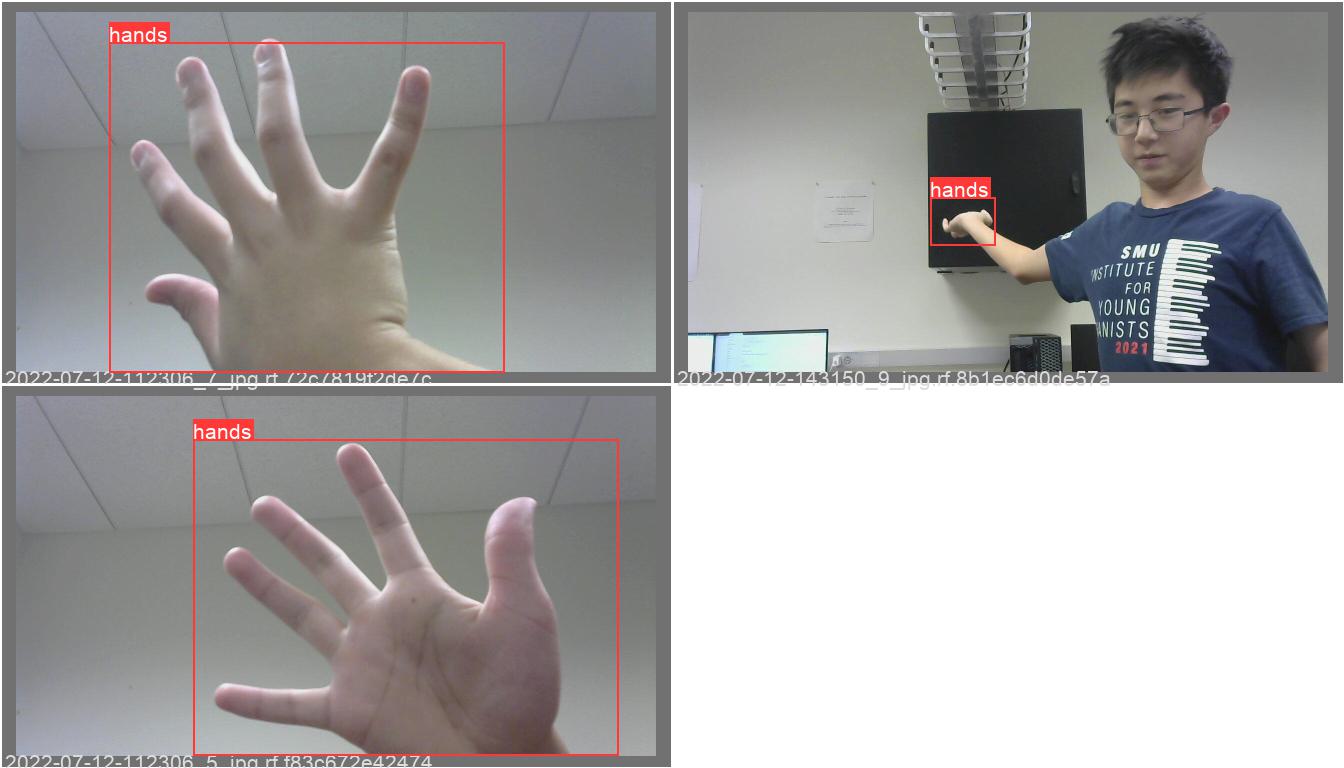 hands
2022-07-12-112306_7_jpg.rf.72c7819f2de7c
hands
SMU
INSTITUTE
FOR
YOUNG
PIANISTS
2021
2022-07-12-143150_9_jpg.rf.8b1ec6d0de57a
hands
2022-07-12-112306_5_jpg.rf.f83c672e42474